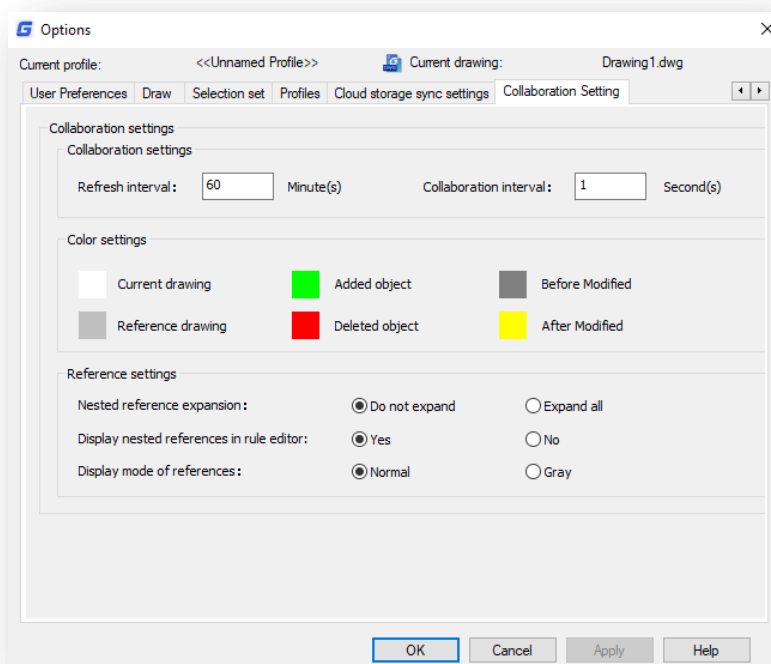 Options
Current profile: <<Unnamed Profile>> Current drawing: Drawing1.dwg
User Preferences Draw Selection set Profiles Cloud storage sync settings Collaboration Setting
Collaboration settings
Collaboration settings
Refresh interval: 60 Minute(s) Collaboration interval: 1 Second(s)
Color settings
Current drawing Added object Before Modified
Reference drawing Deleted object After Modified
Reference settings
Nested reference expansion: Do not expand Expand all
Display nested references in rule editor: Yes No
Display mode of references: Normal Gray
OK Cancel Apply Help